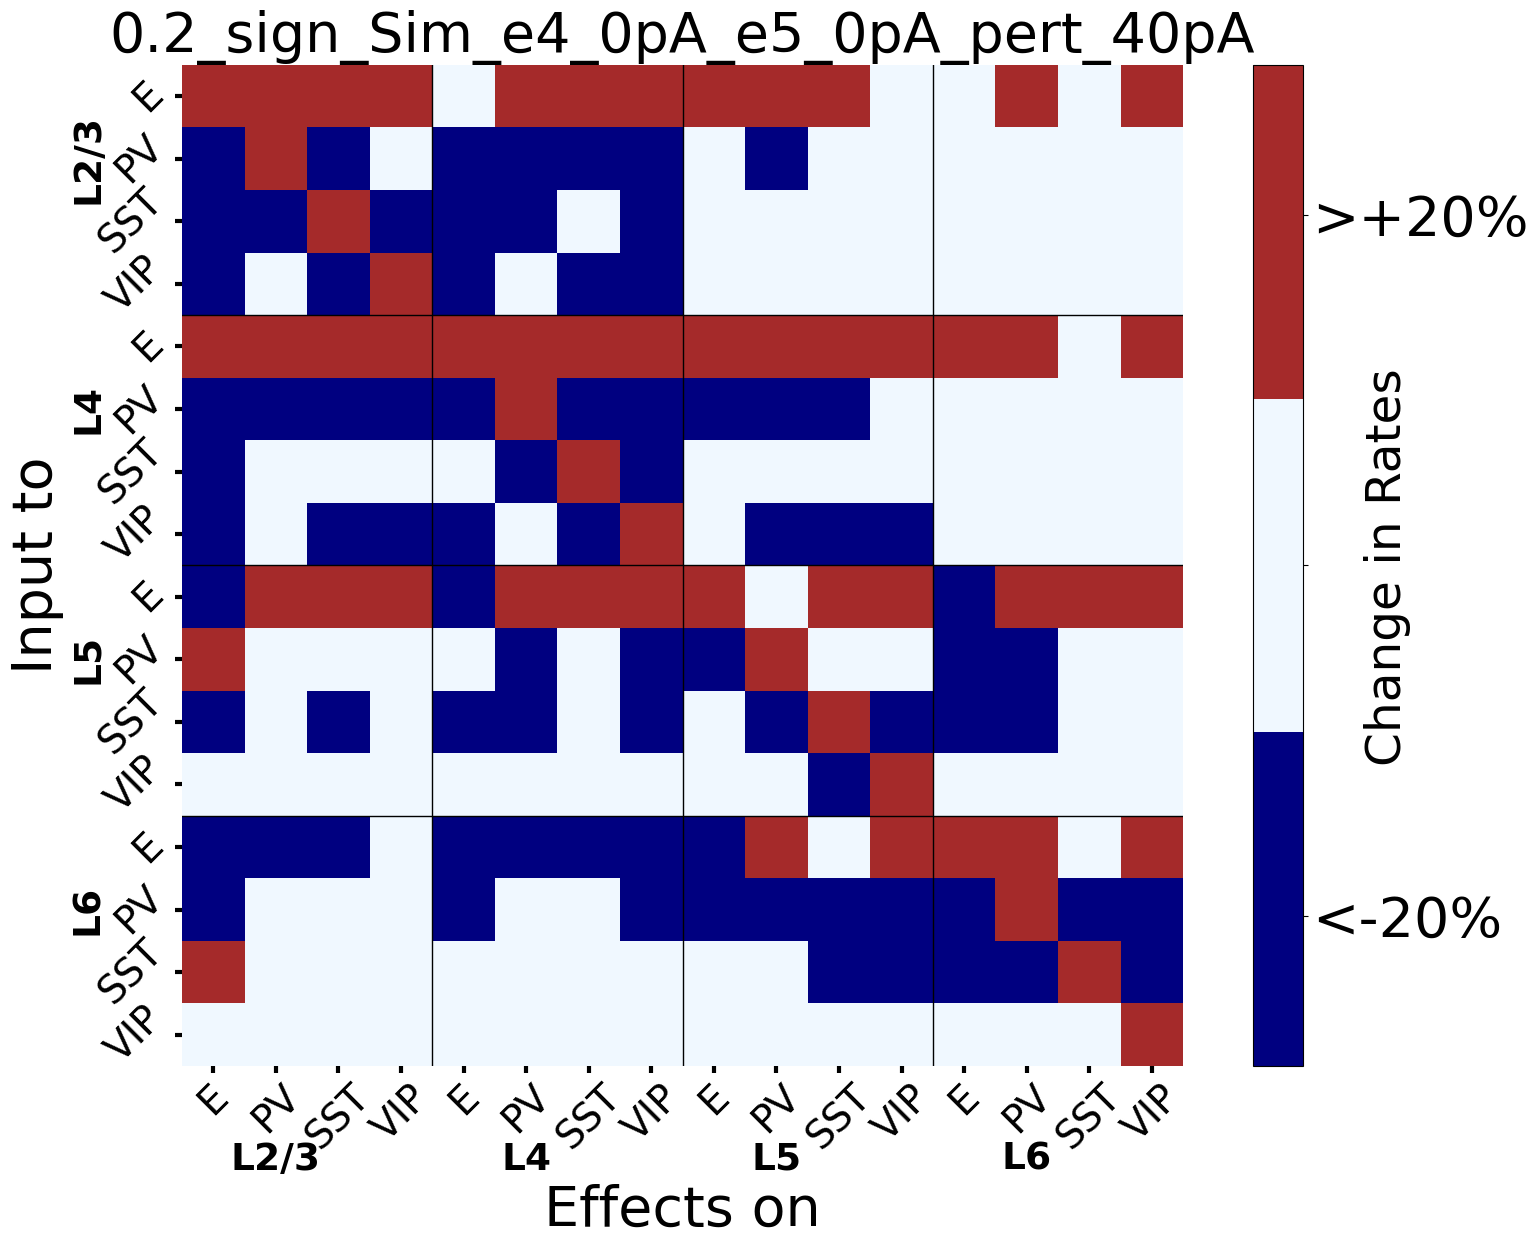 0.2_sign_Sim_e4_0pA_e5_0pA_pert_40pA
Input to
L2/3
E
PV
SST
VIP
L4
E
PV
SST
VIP
L5
E
PV
SST
VIP
L6
E
PV
SST
VIP
E PV SST VIP E PV SST VIP E PV SST VIP E PV SST VIP
L2/3 L4 L5 L6
Effects on
>+20%
<-20%
Change in Rates